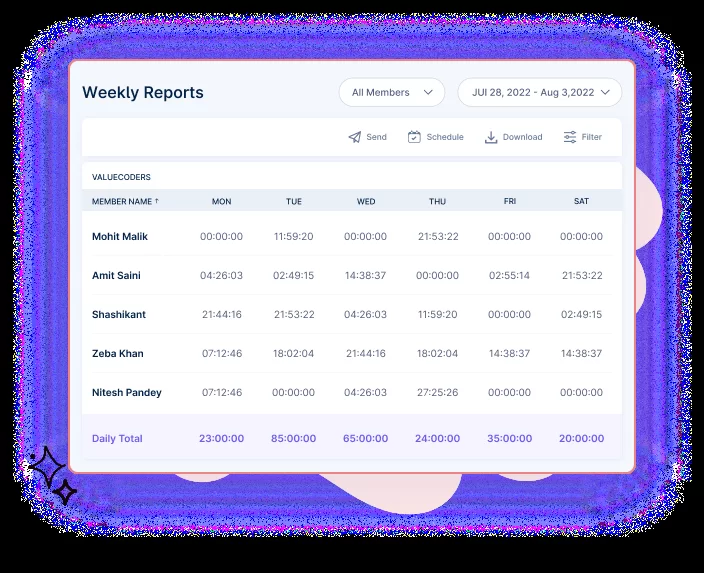 Weekly Reports All Members JUl 28, 2022 - Aug 3,2022
Send Schedule Download Filter
VALUECODERS
MEMBER NAME ↑ MON TUE WED THU FRI SAT
Mohit Malik 00:00:00 11:59:20 00:00:00 21:53:22 00:00:00 00:00:00
Amit Saini 04:26:03 02:49:15 14:38:37 00:00:00 02:55:14 21:53:22
Shashikant 21:44:16 21:53:22 04:26:03 11:59:20 00:00:00 02:49:15
Zeba Khan 07:12:46 18:02:04 21:44:16 18:02:04 14:38:37 14:38:37
Nitesh Pandey 07:12:46 00:00:00 04:26:03 27:25:26 00:00:00 00:00:00
Daily Total 23:00:00 85:00:00 65:00:00 24:00:00 35:00:00 20:00:00